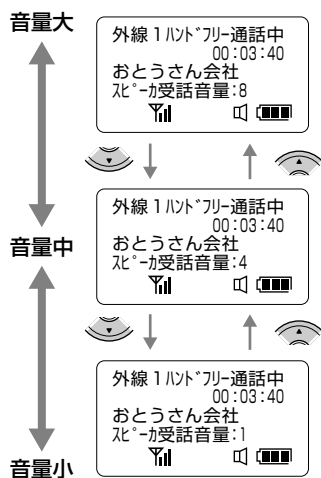 音量大
外線1ﾊﾝﾄﾞﾌﾘｰ通話中
00:03:40
おとうさん会社
ｽﾋﾟｰｶ受話音量:8
外線1ﾊﾝﾄﾞﾌﾘｰ通話中
00:03:40
音量中
おとうさん会社
ｽﾋﾟｰｶ受話音量:4
外線1ﾊﾝﾄﾞﾌﾘｰ通話中
00:03:40
おとうさん会社
ｽﾋﾟｰｶ受話音量:1
音量小